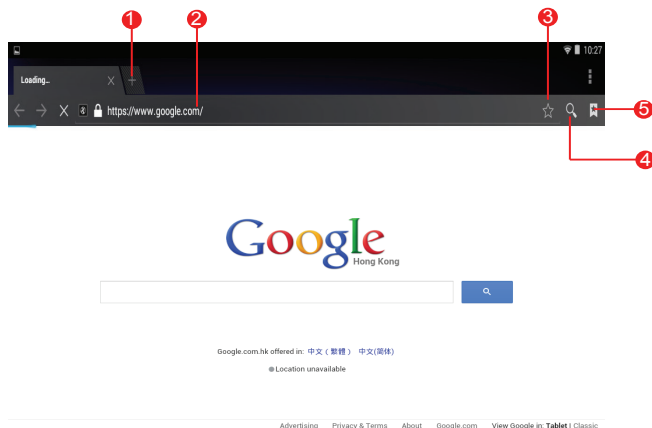 1 2 3
10:27
Loading...
https://www.google.com/
5
4
Google
Hong Kong
Google.com.hk offered in: 中文 ( 繁體 ) 中文(简体)
Location unavailable
Advertising Privacy & Terms About Google.com View Google in: Tablet | Classic